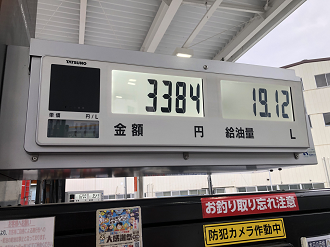 TATSUNO
3384
19.12
単価 円/L
金額 円 給油量 L
お釣り取り忘れ注意
防犯カメラ作動中